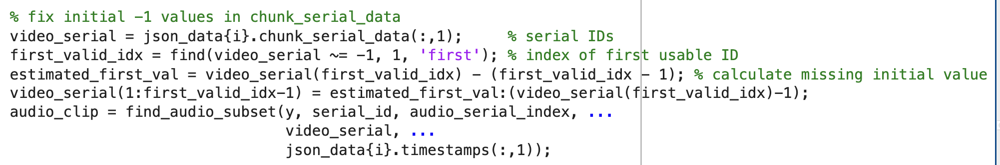 % fix initial -1 values in chunk_serial_data
video_serial = json_data{i}.chunk_serial_data(:,1);     % serial IDs
first_valid_idx = find(video_serial ~= -1, 1, 'first'); % index of first usable ID
estimated_first_val = video_serial(first_valid_idx) - (first_valid_idx - 1); % calculate missing initial value
video_serial(1:first_valid_idx-1) = estimated_first_val:(video_serial(first_valid_idx)-1);
audio_clip = find_audio_subset(y, serial_id, audio_serial_index, ...
                               video_serial, ...
                               json_data{i}.timestamps(:,1));